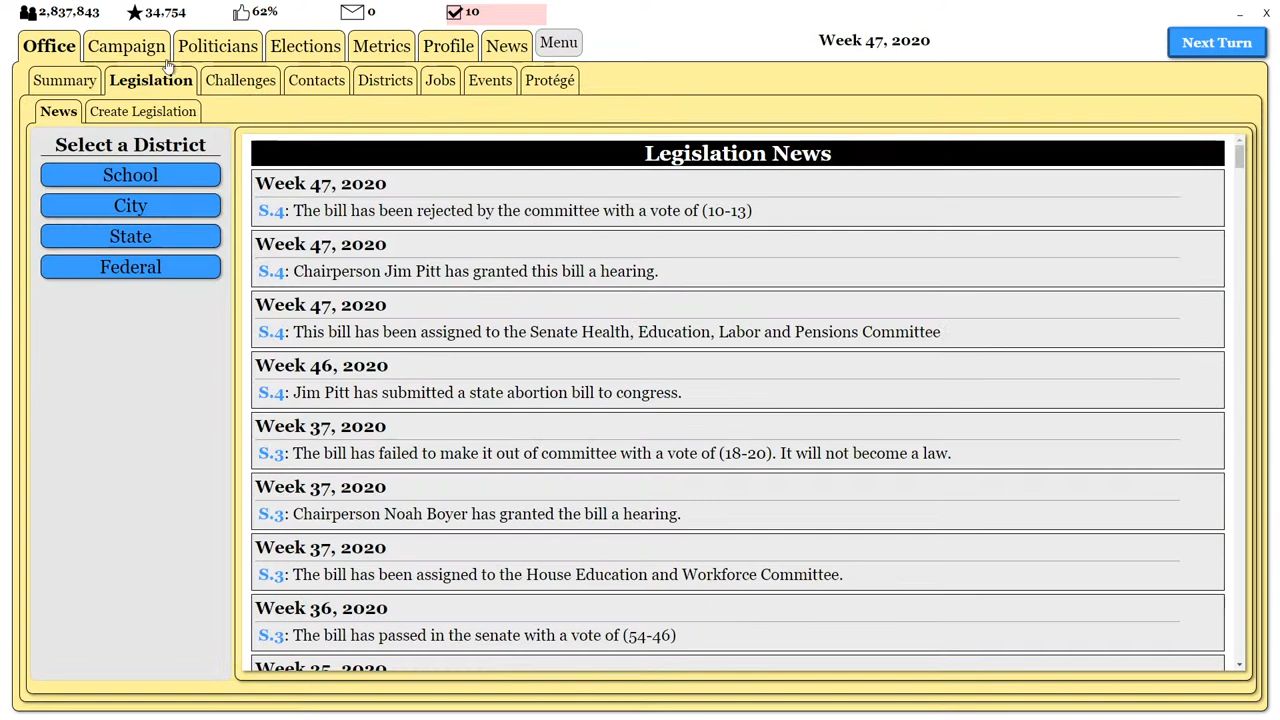 2,837,843 34,754 62% 0 10 _ X
Office Campaign Politicians Elections Metrics Profile News Menu Week 47, 2020 Next Turn
Summary Legislation Challenges Contacts Districts Jobs Events Protégé
News Create Legislation
Select a District
School
City
State
Federal
Legislation News
Week 47, 2020
S.4: The bill has been rejected by the committee with a vote of (10-13)
Week 47, 2020
S.4: Chairperson Jim Pitt has granted this bill a hearing.
Week 47, 2020
S.4: This bill has been assigned to the Senate Health, Education, Labor and Pensions Committee
Week 46, 2020
S.4: Jim Pitt has submitted a state abortion bill to congress.
Week 37, 2020
S.3: The bill has failed to make it out of committee with a vote of (18-20). It will not become a law.
Week 37, 2020
S.3: Chairperson Noah Boyer has granted the bill a hearing.
Week 37, 2020
S.3: The bill has been assigned to the House Education and Workforce Committee.
Week 36, 2020
S.3: The bill has passed in the senate with a vote of (54-46)
Week 35, 2020